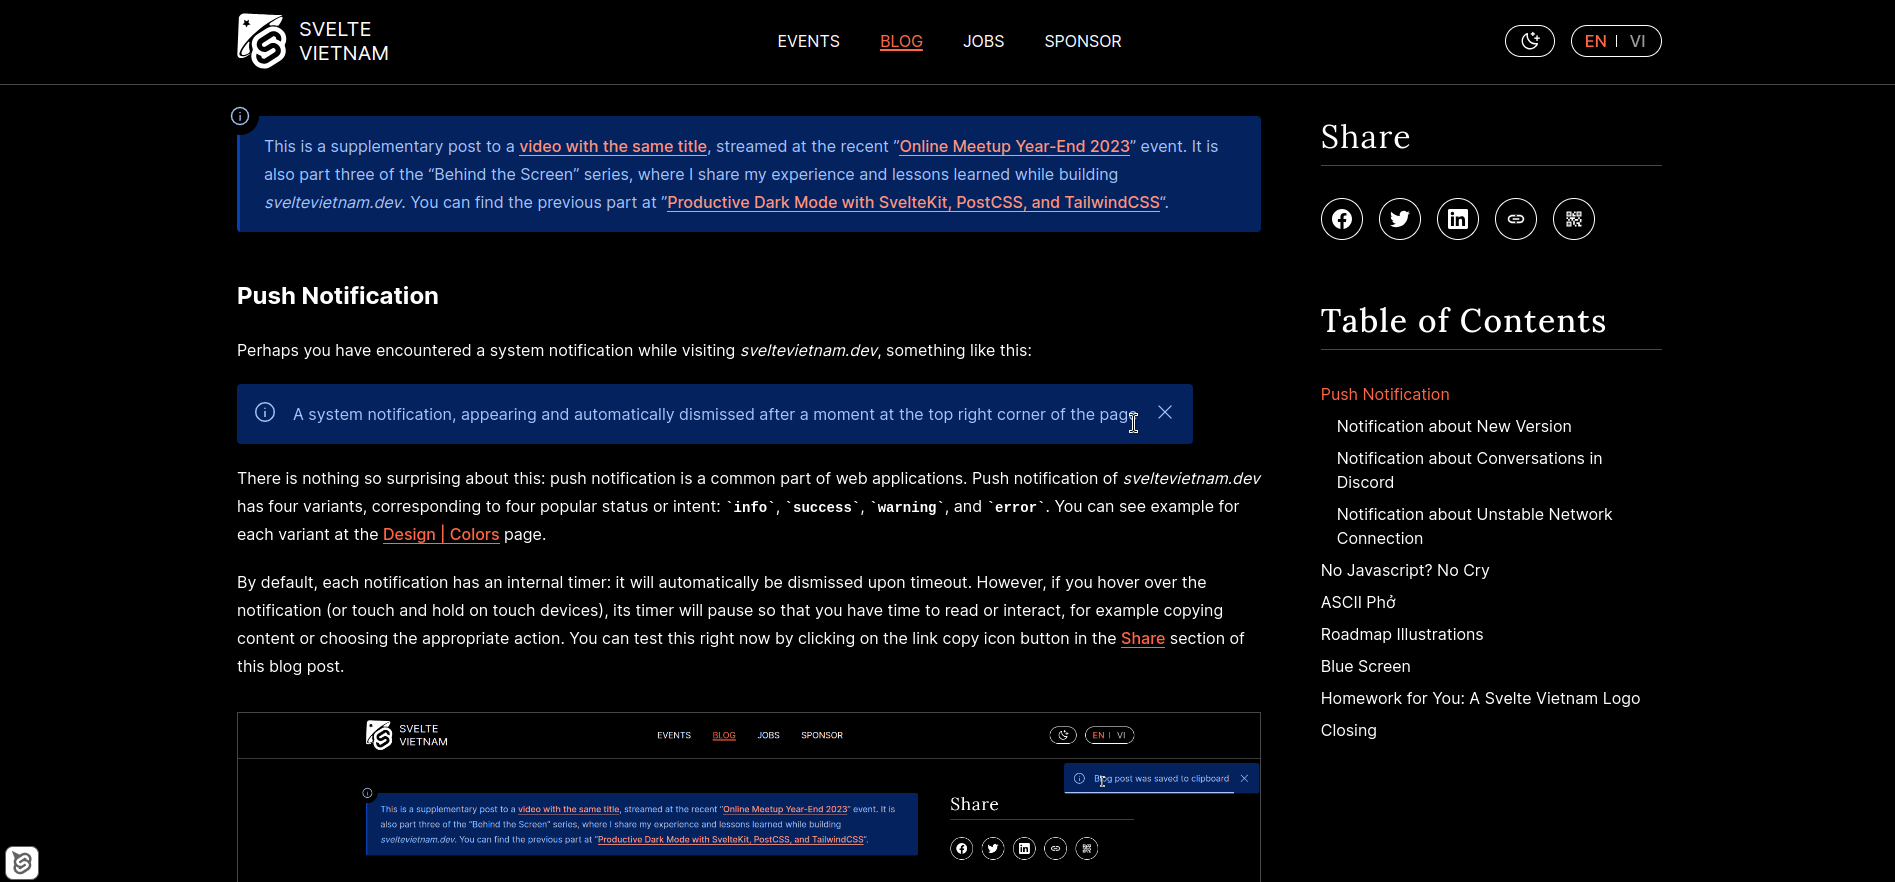 SVELTE
VIETNAM
EVENTS BLOG JOBS SPONSOR
EN | VI
This is a supplementary post to a video with the same title, streamed at the recent ”Online Meetup Year-End 2023” event. It is
also part three of the “Behind the Screen” series, where I share my experience and lessons learned while building
sveltevietnam.dev. You can find the previous part at ”Productive Dark Mode with SvelteKit, PostCSS, and TailwindCSS“.
Push Notification
Perhaps you have encountered a system notification while visiting sveltevietnam.dev, something like this:
A system notification, appearing and automatically dismissed after a moment at the top right corner of the page
There is nothing so surprising about this: push notification is a common part of web applications. Push notification of sveltevietnam.dev
has four variants, corresponding to four popular status or intent: `info`, `success`, `warning`, and `error`. You can see example for
each variant at the Design | Colors page.
By default, each notification has an internal timer: it will automatically be dismissed upon timeout. However, if you hover over the
notification (or touch and hold on touch devices), its timer will pause so that you have time to read or interact, for example copying
content or choosing the appropriate action. You can test this right now by clicking on the link copy icon button in the Share section of
this blog post.
SVELTE
VIETNAM
EVENTS BLOG JOBS SPONSOR
EN | VI
Blog post was saved to clipboard
This is a supplementary post to a video with the same title, streamed at the recent ”Online Meetup Year-End 2023” event. It is
also part three of the “Behind the Screen” series, where I share my experience and lessons learned while building
sveltevietnam.dev. You can find the previous part at ”Productive Dark Mode with SvelteKit, PostCSS, and TailwindCSS“.
Share
Share
Table of Contents
Push Notification
Notification about New Version
Notification about Conversations in
Discord
Notification about Unstable Network
Connection
No Javascript? No Cry
ASCII Phở
Roadmap Illustrations
Blue Screen
Homework for You: A Svelte Vietnam Logo
Closing